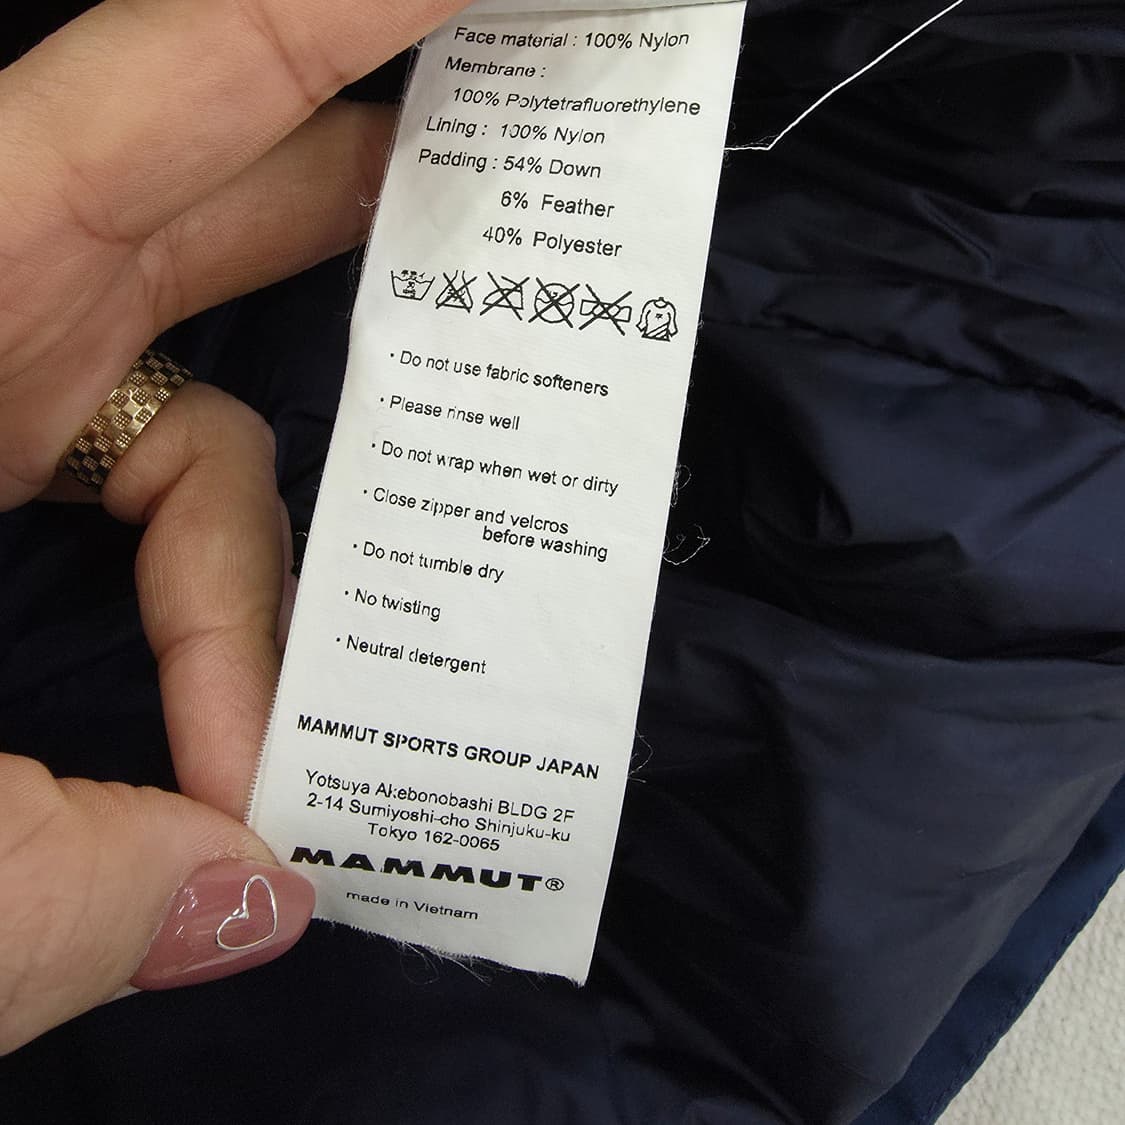 Face material : 100% Nylon
Membrane :
100% Polytetrafluorethylene
Lining : 100% Nylon
Padding : 54% Down
6% Feather
40% Polyester
· Do not use fabric softeners
· Please rinse well
· Do not wrap when wet or dirty
· Close zipper and velcros
before washing
· Do not tumble dry
· No twisting
· Neutral detergent
MAMMUT SPORTS GROUP JAPAN
Yotsuya Akebonobashi BLDG 2F
2-14 Sumiyoshi-cho Shinjuku-ku
Tokyo 162-0065
MAMMUT®
made in Vietnam